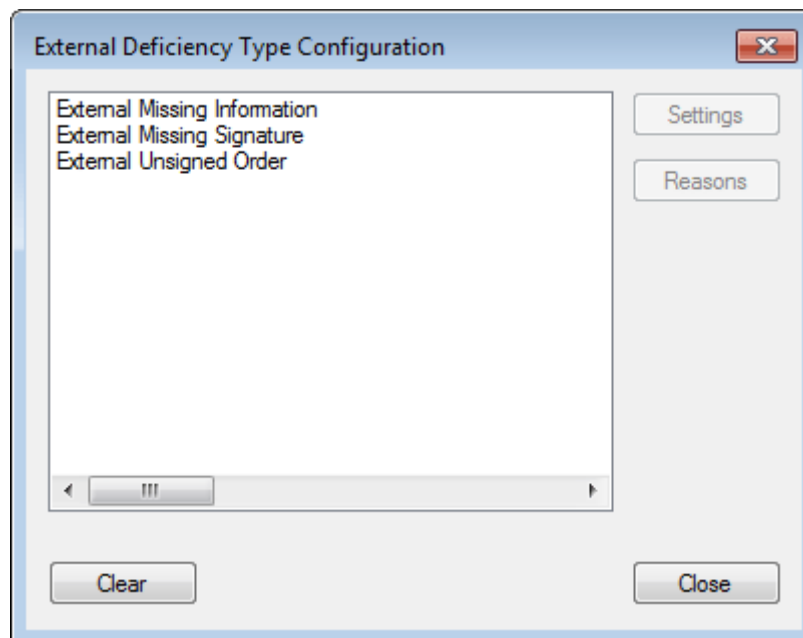 External Deficiency Type Configuration
External Missing Information
External Missing Signature
External Unsigned Order
Settings
Reasons
Clear
Close